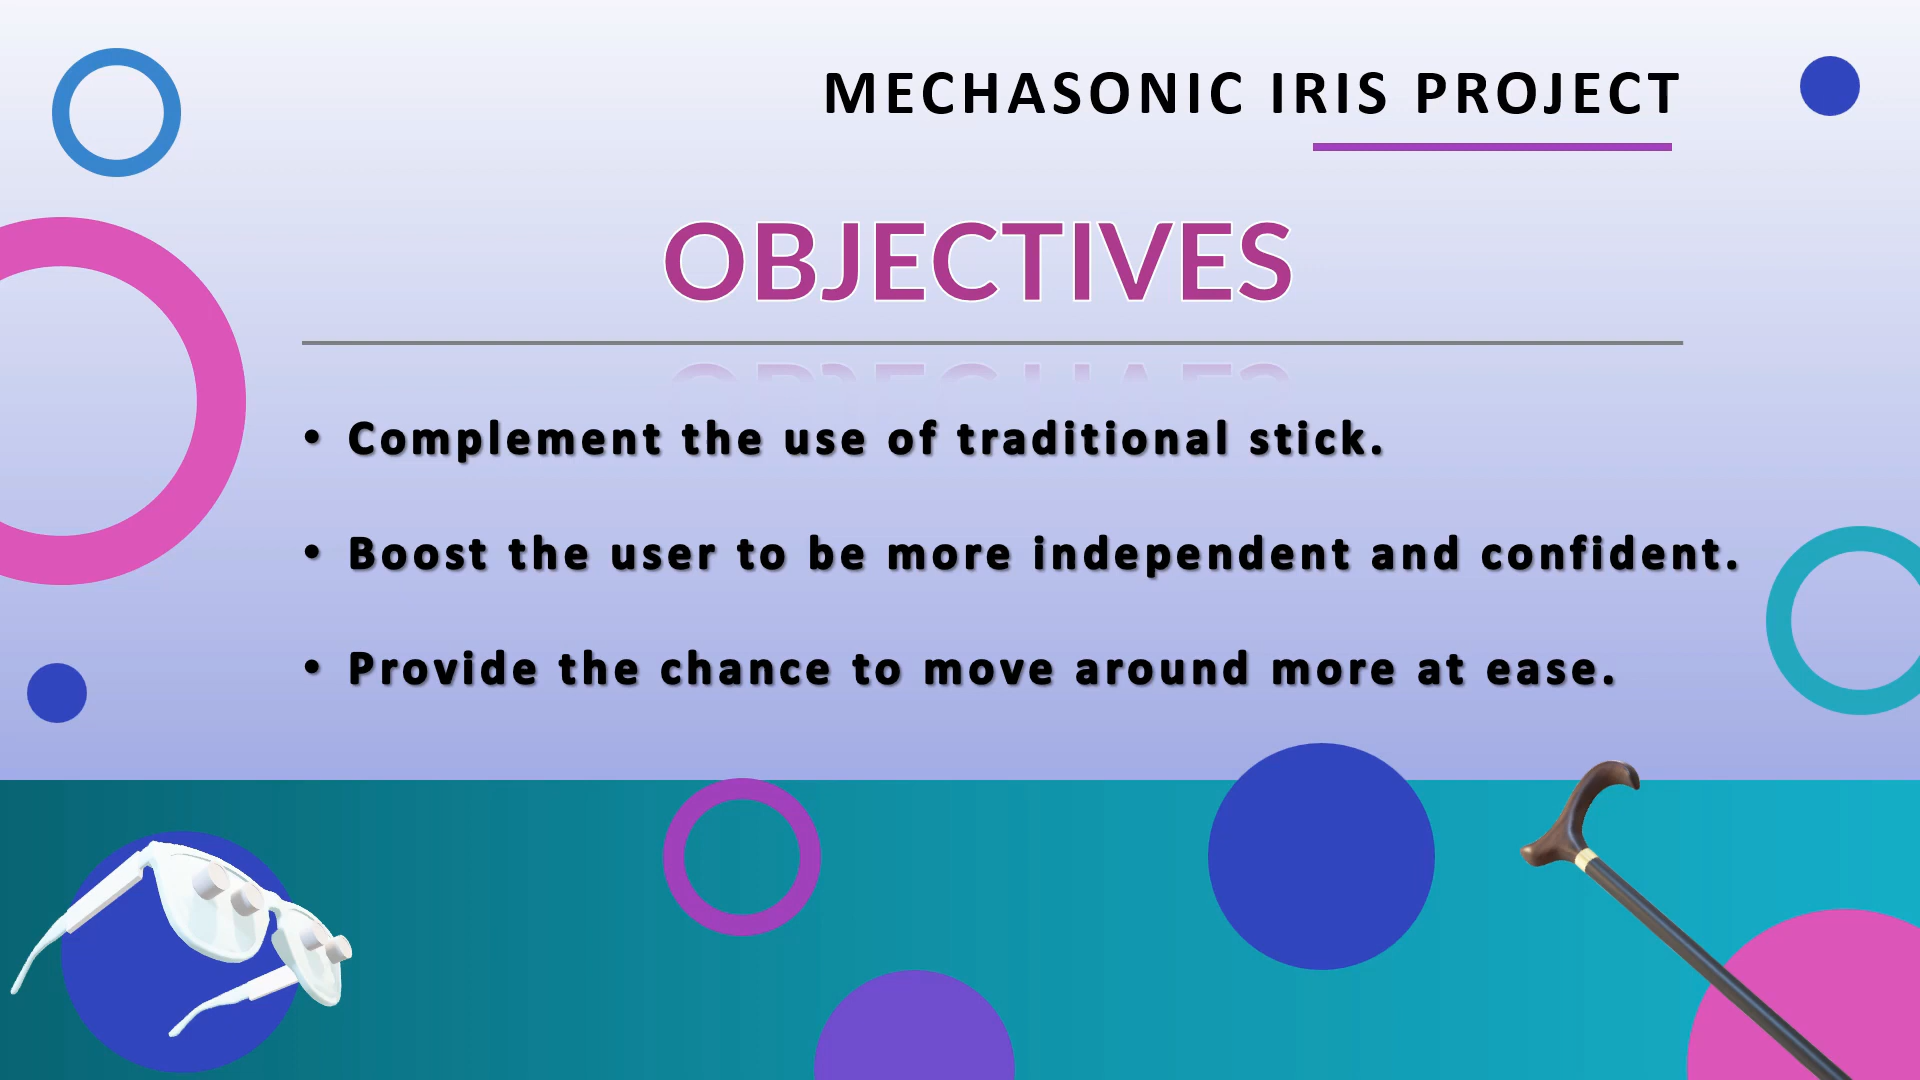 MECHASONIC IRIS PROJECT
OBJECTIVES
• Complement the use of traditional stick.
• Boost the user to be more independent and confident.
• Provide the chance to move around more at ease.